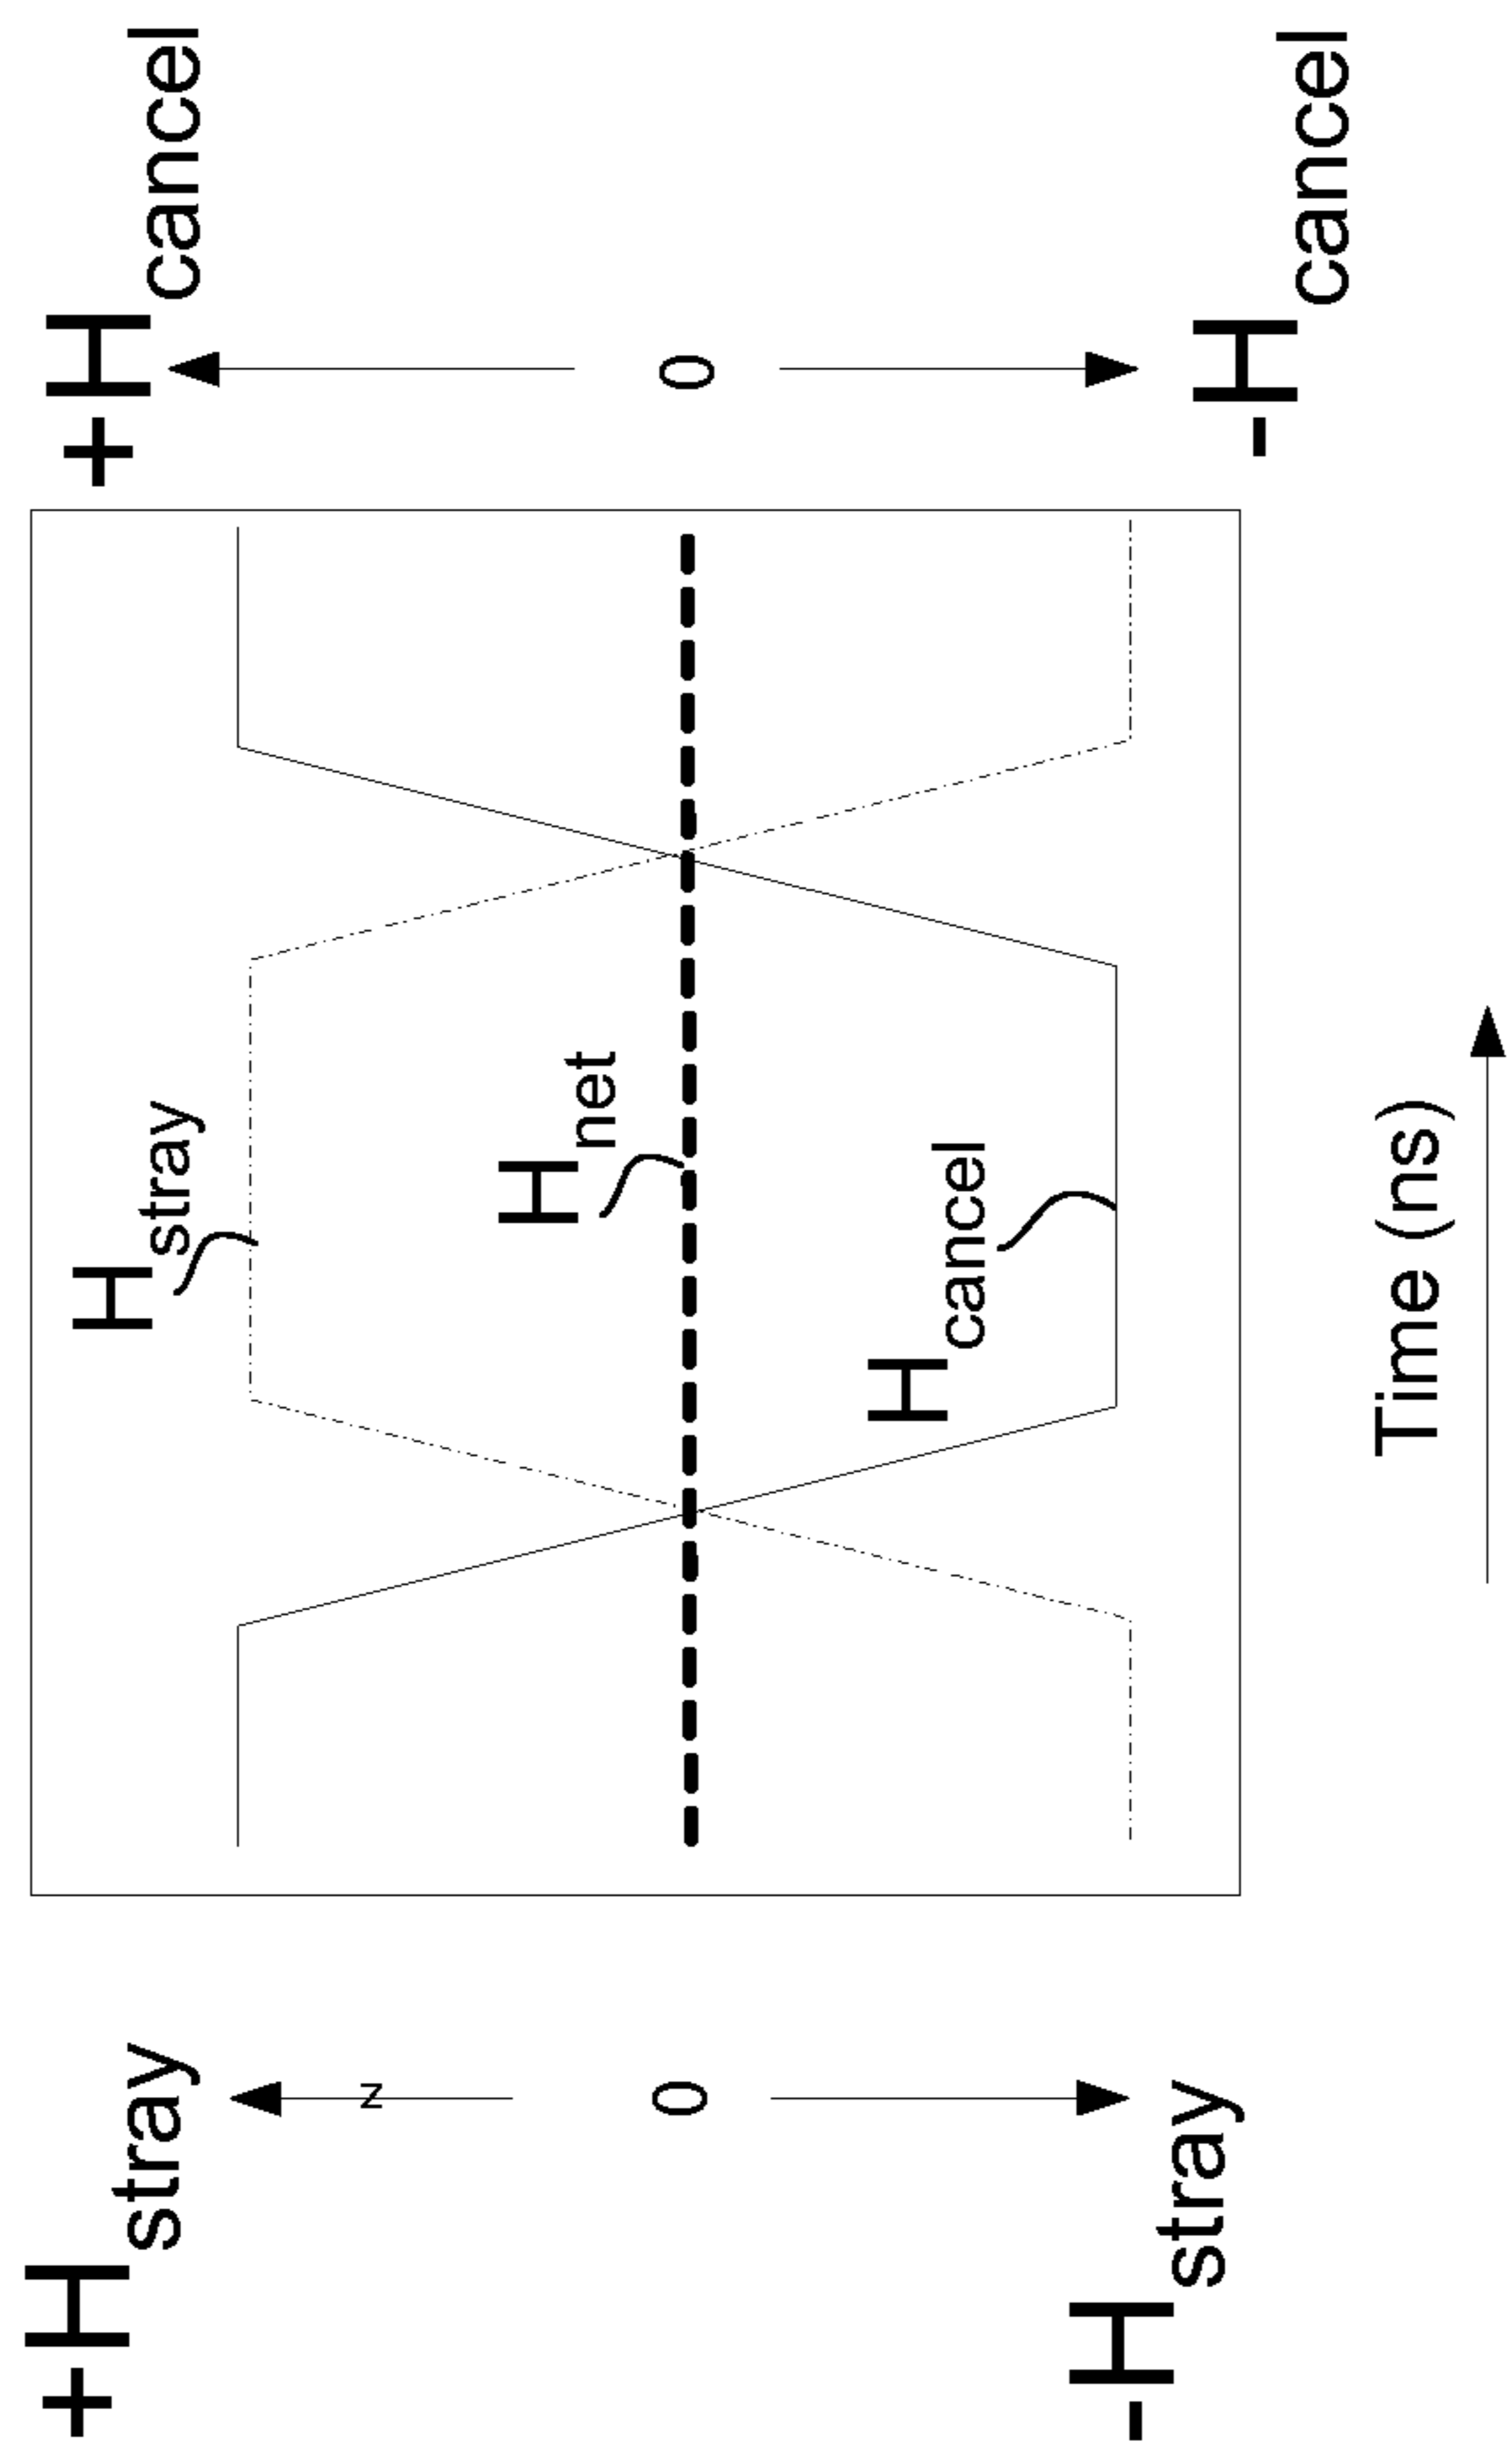 +Hstray
z
0
-Hstray
Hstray
Hnet
Hcancel
+Hcancel
0
-Hcancel
Time (ns)